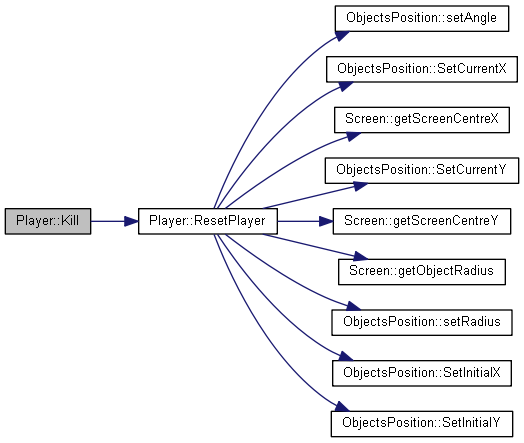 ObjectsPosition::setAngle
ObjectsPosition::SetCurrentX
Screen::getScreenCentreX
ObjectsPosition::SetCurrentY
Player::Kill
Player::ResetPlayer
Screen::getScreenCentreY
Screen::getObjectRadius
ObjectsPosition::setRadius
ObjectsPosition::SetInitialX
ObjectsPosition::SetInitialY